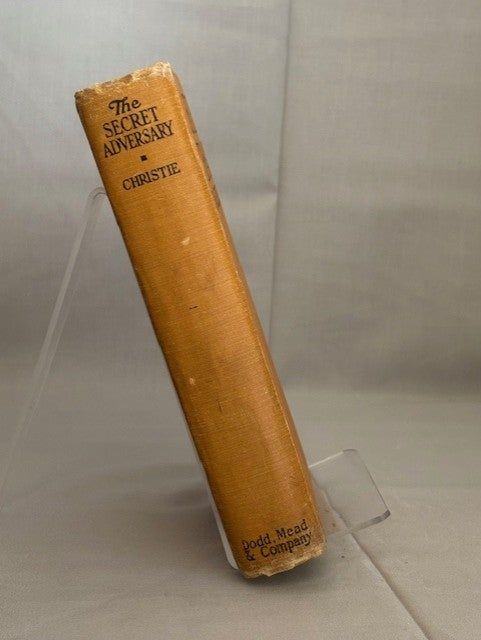 The
SECRET
ADVERSARY
CHRISTIE
Dodd, Mead
& Company